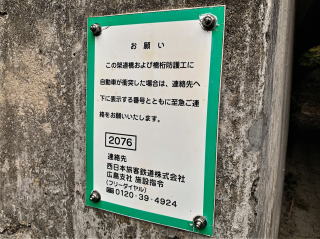 お願い
この架道橋および橋桁防護工に
自動車が衝突した場合は、連絡先へ
下に表示する番号とともに至急ご連
絡をお願いいたします。
2076
連絡先
西日本旅客鉄道株式会社
広島支社 施設指令
(フリーダイヤル)
0120-39-4924